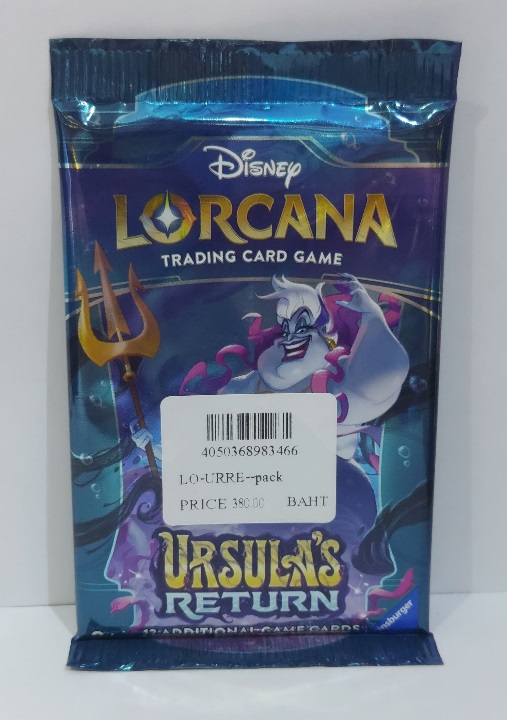 Disney
LORCANA
TRADING CARD GAME
4050368983466
LO-URRE--pack
PRICE 380.00 BAHT
URSULA'S
RETURN
12 ADDITIONAL GAME CARDS